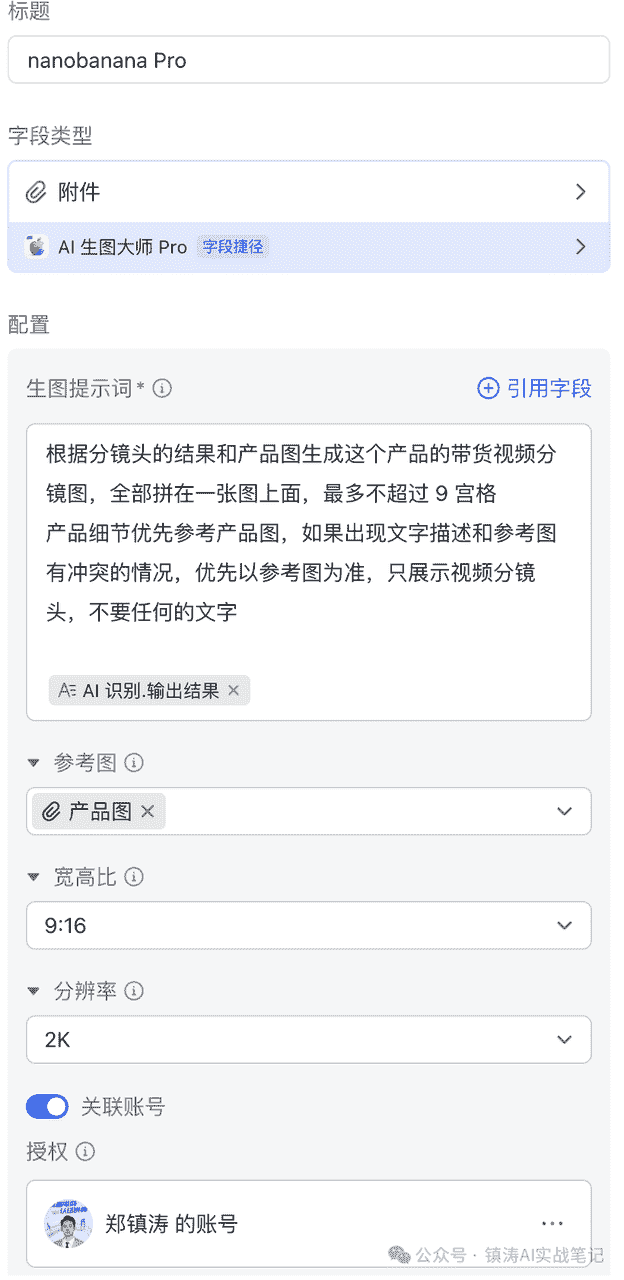 标题
nanobanana Pro
字段类型
附件
AI 生图大师 Pro 字段捷径
配置
生图提示词* 引用字段
根据分镜头的结果和产品图生成这个产品的带货视频分
镜图，全部拼在一张图上面，最多不超过 9 宫格
产品细节优先参考产品图，如果出现文字描述和参考图
有冲突的情况，优先以参考图为准，只展示视频分镜
头，不要任何的文字
AI 识别.输出结果
参考图
产品图
宽高比
9:16
分辨率
2K
关联账号
授权
郑镇涛 的账号
公众号 · 镇涛AI实战笔记